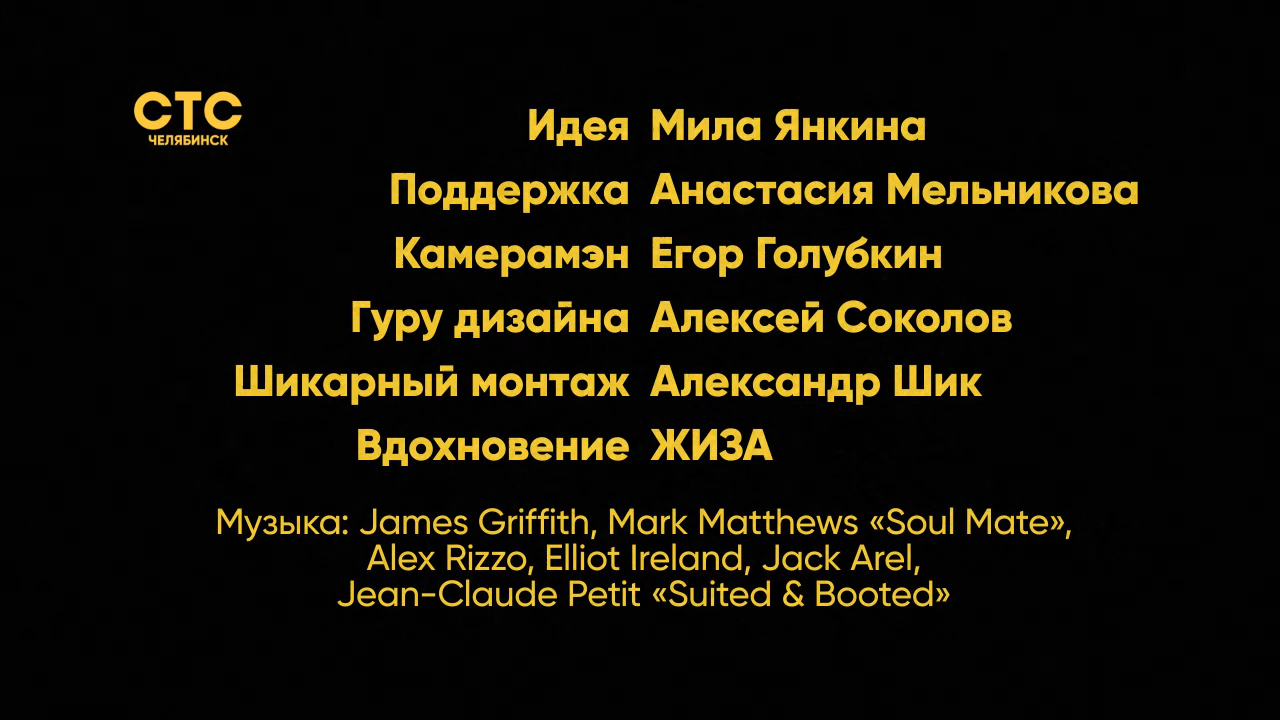 СТС
ЧЕЛЯБИНСК
Идея Мила Янкина
Поддержка Анастасия Мельникова
Камерамэн Егор Голубкин
Гуру дизайна Алексей Соколов
Шикарный монтаж Александр Шик
Вдохновение ЖИЗА
Музыка: James Griffith, Mark Matthews «Soul Mate»,
Alex Rizzo, Elliot Ireland, Jack Arel,
Jean-Claude Petit «Suited & Booted»